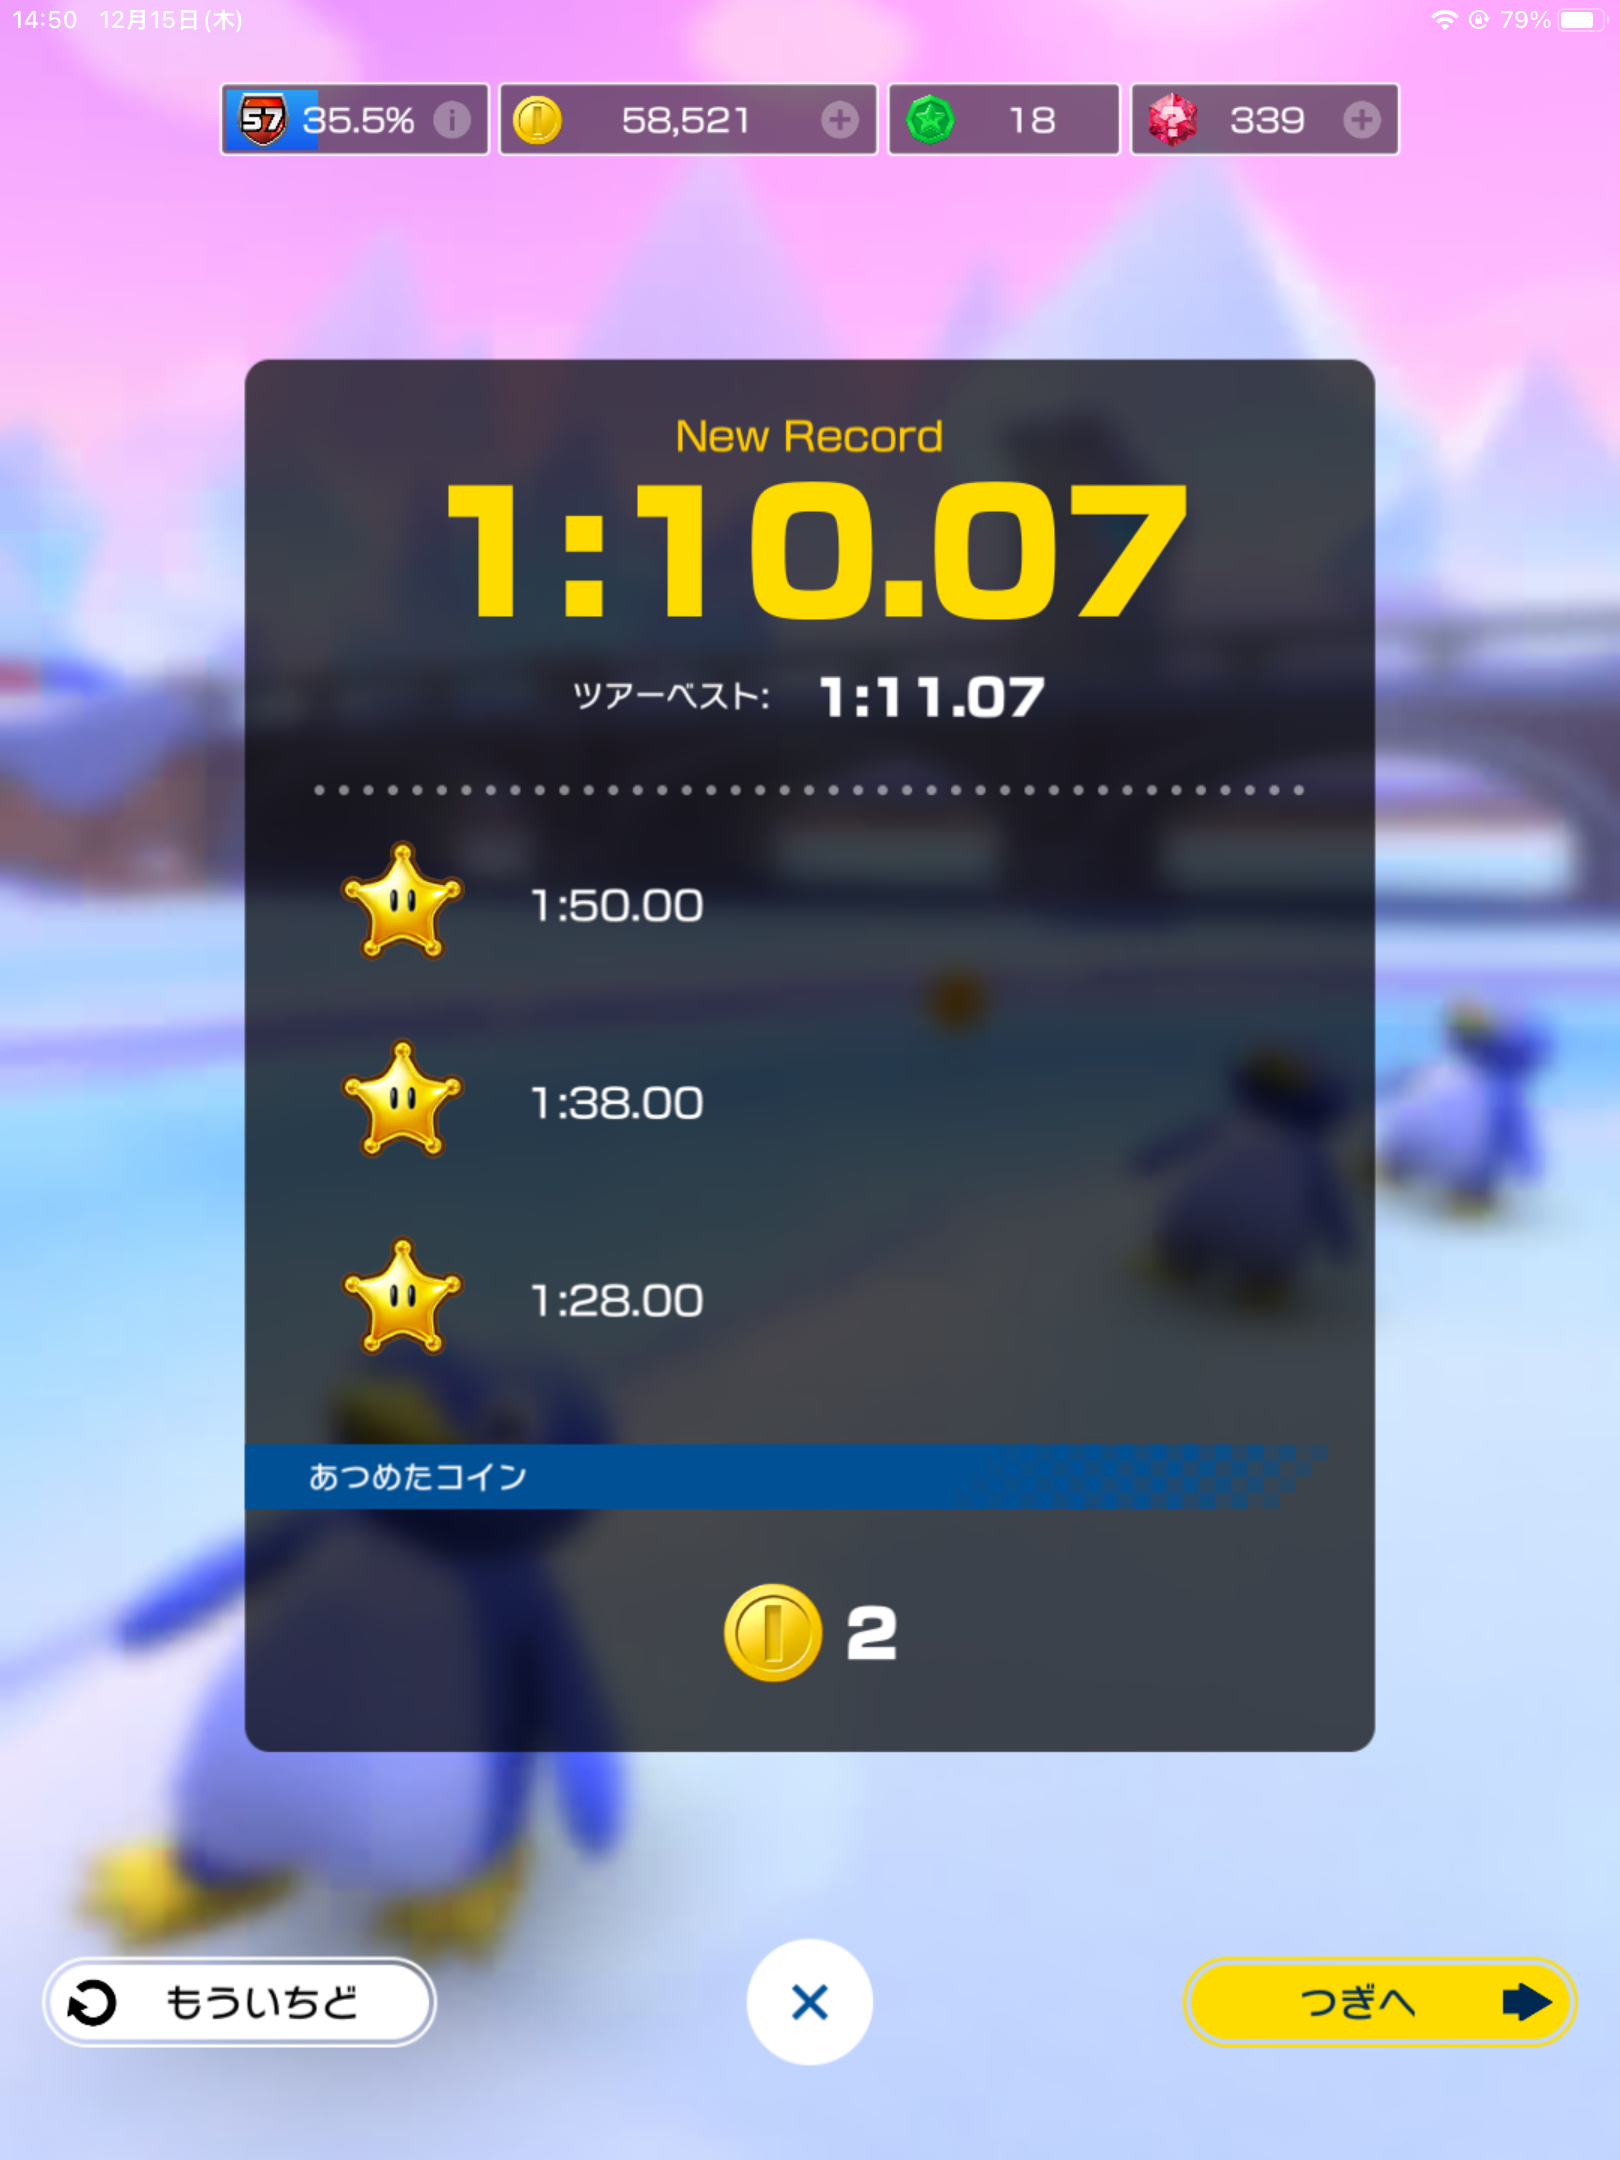 14:50 12月15日(木) 79%
57 35.5% 58,521 18 339
New Record
1:10.07
ツアーベスト: 1:11.07
1:50.00
1:38.00
1:28.00
あつめたコイン
2
もういちど
つぎへ